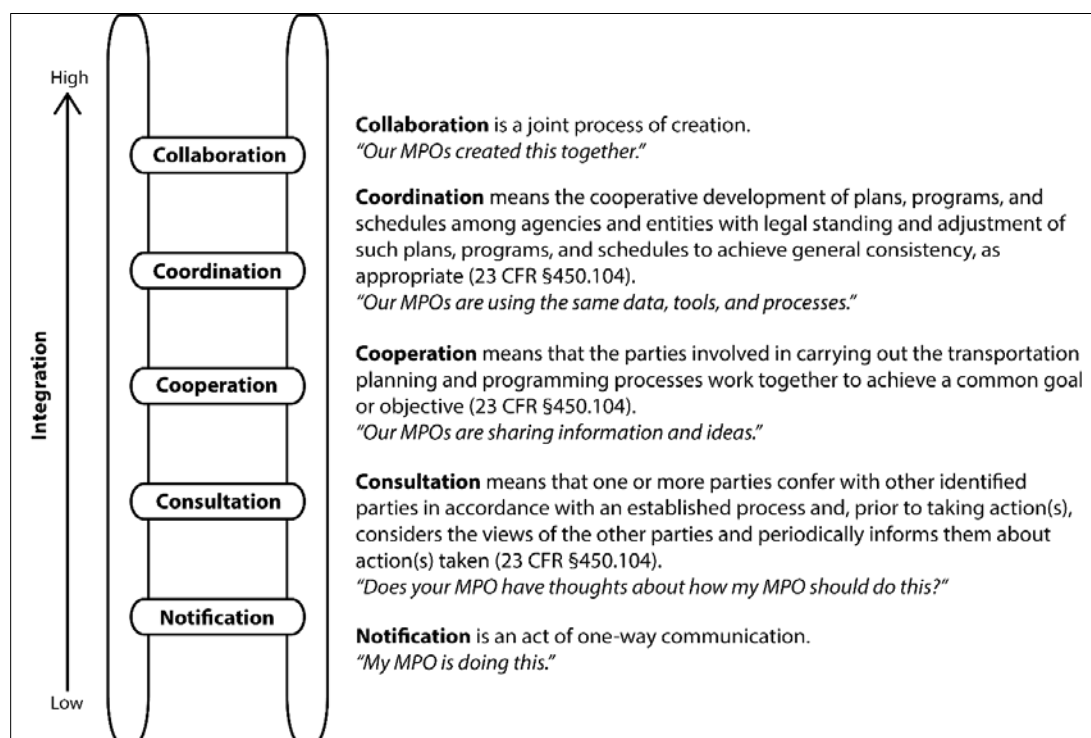 High
Collaboration
Collaboration is a joint process of creation.
“Our MPOs created this together.”
Coordination
Coordination means the cooperative development of plans, programs, and
schedules among agencies and entities with legal standing and adjustment of
such plans, programs, and schedules to achieve general consistency, as
appropriate (23 CFR §450.104).
“Our MPOs are using the same data, tools, and processes.”
Integration
Cooperation
Cooperation means that the parties involved in carrying out the transportation
planning and programming processes work together to achieve a common goal
or objective (23 CFR §450.104).
“Our MPOs are sharing information and ideas.”
Consultation
Consultation means that one or more parties confer with other identified
parties in accordance with an established process and, prior to taking action(s),
considers the views of the other parties and periodically informs them about
action(s) taken (23 CFR §450.104).
“Does your MPO have thoughts about how my MPO should do this?”
Notification
Notification is an act of one-way communication.
“My MPO is doing this.”
Low